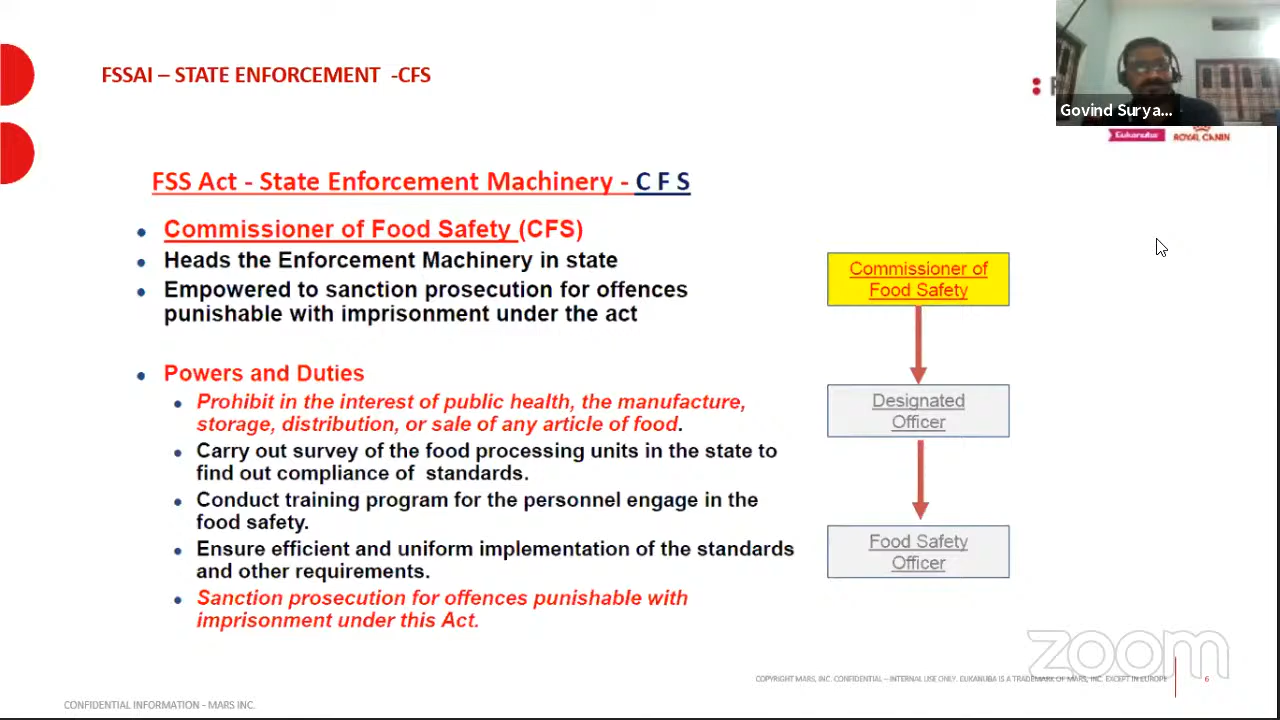 FSSAI – STATE ENFORCEMENT -CFS
Govind Surya...
Eukanuba
ROYAL CANIN
FSS Act - State Enforcement Machinery - C F S
Commissioner of Food Safety (CFS)
Heads the Enforcement Machinery in state
Empowered to sanction prosecution for offences
punishable with imprisonment under the act
Powers and Duties
Prohibit in the interest of public health, the manufacture,
storage, distribution, or sale of any article of food.
Carry out survey of the food processing units in the state to
find out compliance of standards.
Conduct training program for the personnel engage in the
food safety.
Ensure efficient and uniform implementation of the standards
and other requirements.
Sanction prosecution for offences punishable with
imprisonment under this Act.
Commissioner of
Food Safety
Designated
Officer
Food Safety
Officer
zoom
COPYRIGHT MARS, INC. CONFIDENTIAL – INTERNAL USE ONLY. EUKANUBA IS A TRADEMARK OF MARS, INC. EXCEPT IN EUROPE
6
CONFIDENTIAL INFORMATION - MARS INC.